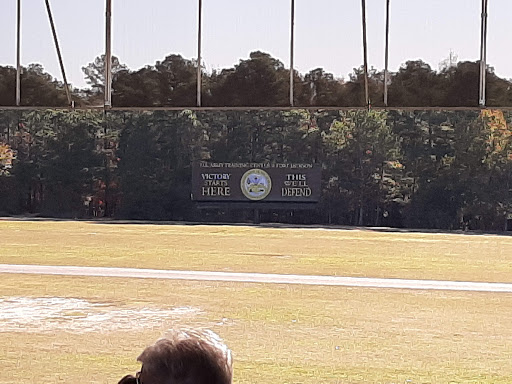 U.S. ARMY TRAINING CENTER & FORT JACKSON
VICTORY
STARTS
HERE
THIS
WE'LL
DEFEND